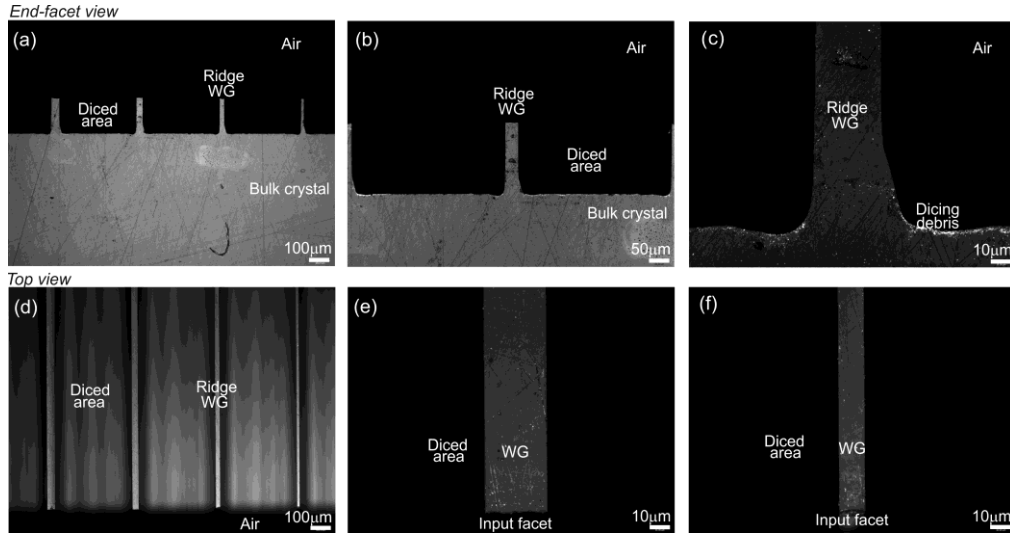 End-facet view
(a)
Air
Ridge
WG
Diced
area
Bulk crystal
100μm
(b)
Air
Ridge
WG
Diced
area
Bulk crystal
50μm
(c)
Air
Ridge
WG
Dicing
debris
10μm
Top view
(d)
Diced
area
Ridge
WG
Air
100μm
(e)
Diced
area
WG
Input facet
10μm
(f)
Diced
area
WG
Input facet
10μm